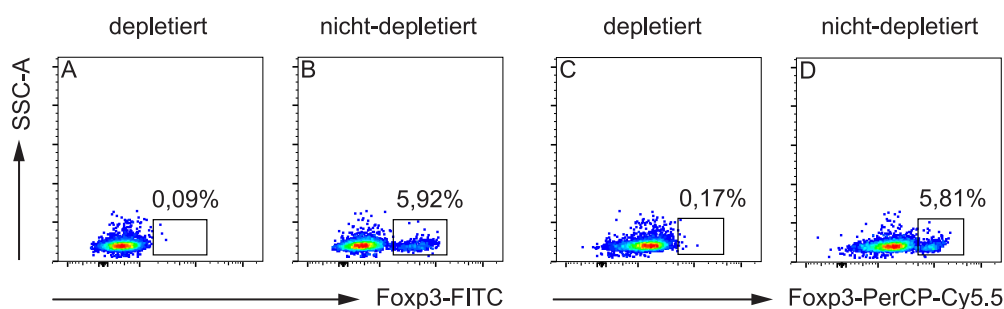 depletiert nicht-depletiert depletiert nicht-depletiert
A B C D
SSC-A
0,09% 5,92% 0,17% 5,81%
Foxp3-FITC Foxp3-PerCP-Cy5.5